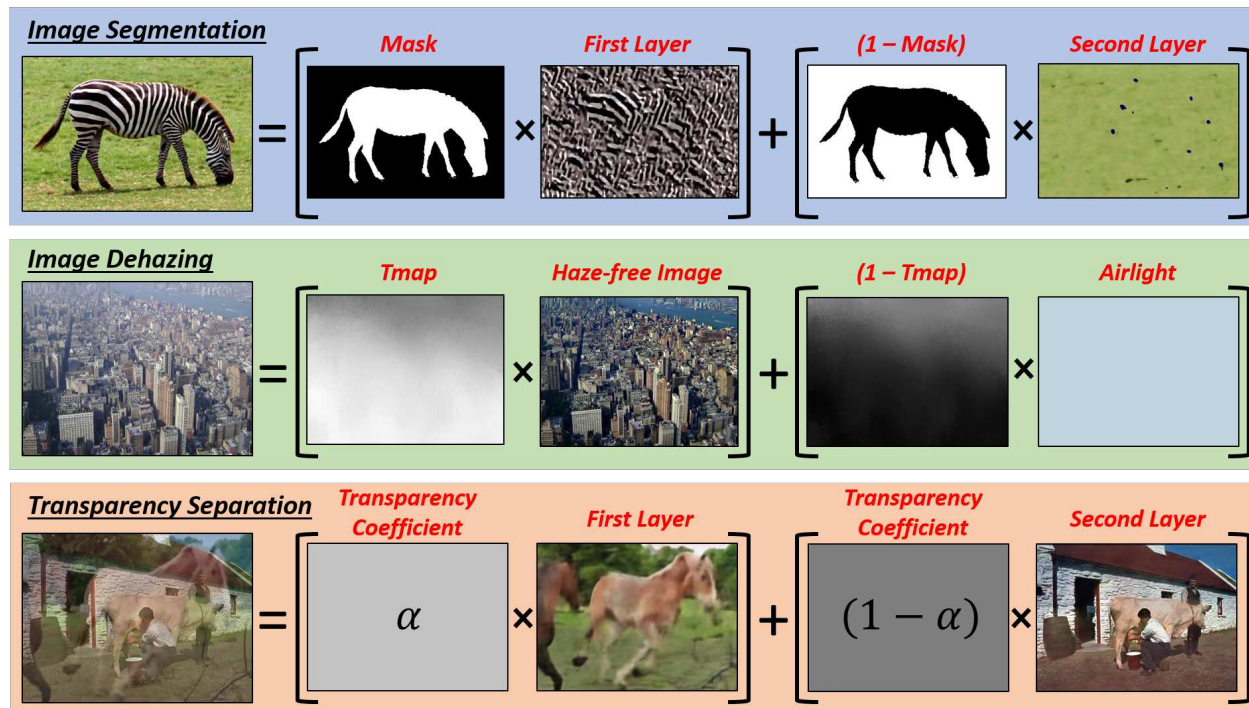 Image Segmentation
Mask
First Layer
(1 – Mask)
Second Layer
= × + ×
Image Dehazing
Tmap
Haze-free Image
(1 – Tmap)
Airlight
= × + ×
Transparency Separation
Transparency
Coefficient
First Layer
Transparency
Coefficient
Second Layer
= α × + (1 − α) ×